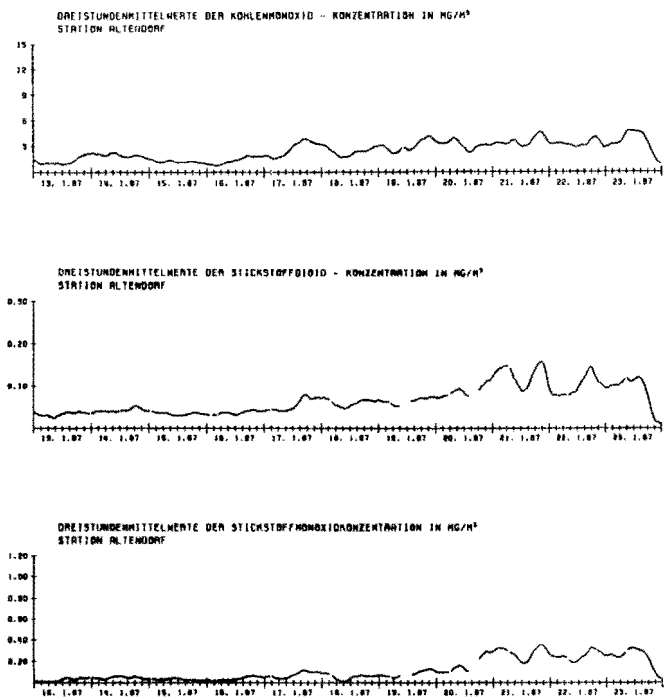 DREISTUNDENMITTELWERTE DER KOHLENMONOXID - KONZENTRATION IN MG/M³
STATION ALTENDORF
15
12
9
6
3
13. 1.87 14. 1.87 15. 1.87 16. 1.87 17. 1.87 18. 1.87 19. 1.87 20. 1.87 21. 1.87 22. 1.87 23. 1.87
DREISTUNDENMITTELWERTE DER STICKSTOFFDIOXID - KONZENTRATION IN MG/M³
STATION ALTENDORF
0.30
0.20
0.10
13. 1.87 14. 1.87 15. 1.87 16. 1.87 17. 1.87 18. 1.87 19. 1.87 20. 1.87 21. 1.87 22. 1.87 23. 1.87
DREISTUNDENMITTELWERTE DER STICKSTOFFMONOXIDKONZENTRATION IN MG/M³
STATION ALTENDORF
1.20
1.00
0.80
0.60
0.40
0.20
13. 1.87 14. 1.87 15. 1.87 16. 1.87 17. 1.87 18. 1.87 19. 1.87 20. 1.87 21. 1.87 22. 1.87 23. 1.87